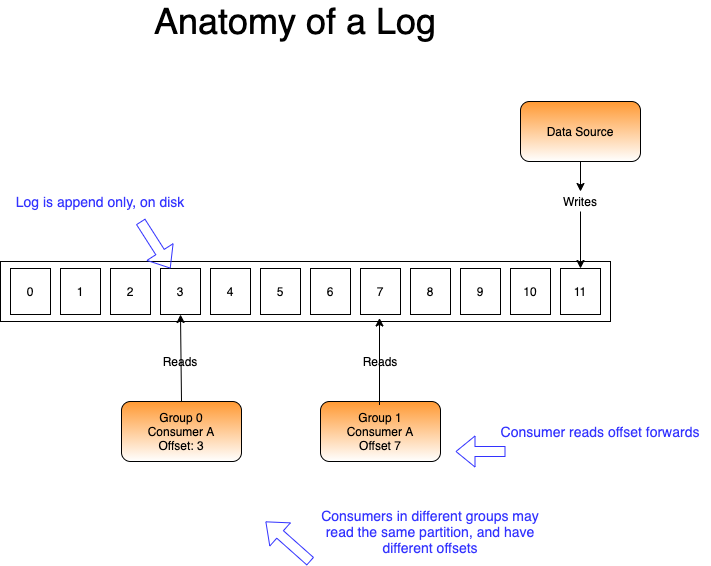 Anatomy of a Log
Data Source
Writes
Log is append only, on disk
0 1 2 3 4 5 6 7 8 9 10 11
Reads
Reads
Group 0
Consumer A
Offset: 3
Group 1
Consumer A
Offset 7
Consumer reads offset forwards
Consumers in different groups may
read the same partition, and have
different offsets